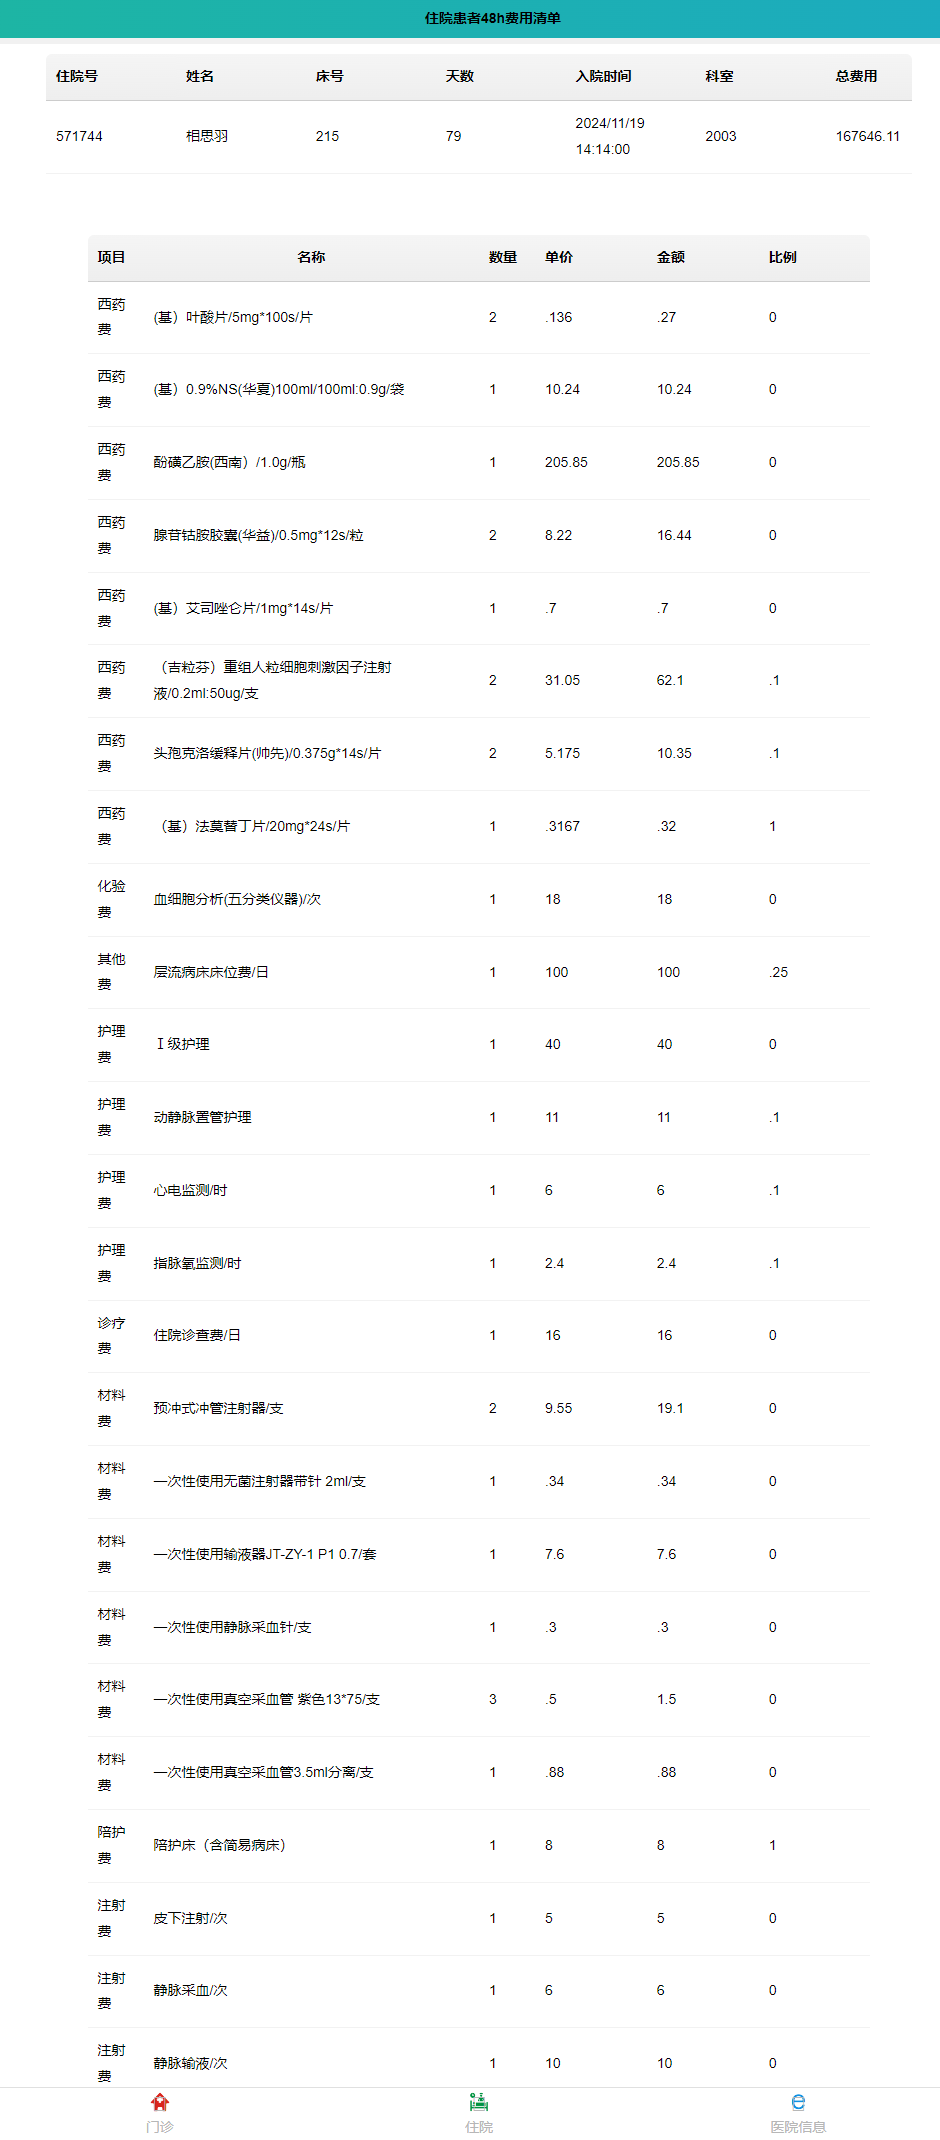 住院患者48h费用清单
住院号 姓名 床号 天数 入院时间 科室 总费用
571744 相思羽 215 79 2024/11/19 14:14:00 2003 167646.11
项目 名称 数量 单价 金额 比例
西药费 (基）叶酸片/5mg*100s/片 2 .136 .27 0
西药费 (基）0.9%NS(华夏)100ml/100ml:0.9g/袋 1 10.24 10.24 0
西药费 酚磺乙胺(西南）/1.0g/瓶 1 205.85 205.85 0
西药费 腺苷钴胺胶囊(华益)/0.5mg*12s/粒 2 8.22 16.44 0
西药费 (基）艾司唑仑片/1mg*14s/片 1 .7 .7 0
西药费 （吉粒芬）重组人粒细胞刺激因子注射液/0.2ml:50ug/支 2 31.05 62.1 .1
西药费 头孢克洛缓释片(帅先)/0.375g*14s/片 2 5.175 10.35 .1
西药费 （基）法莫替丁片/20mg*24s/片 1 .3167 .32 1
化验费 血细胞分析(五分类仪器)/次 1 18 18 0
其他费 层流病床床位费/日 1 100 100 .25
护理费 Ⅰ级护理 1 40 40 0
护理费 动静脉置管护理 1 11 11 .1
护理费 心电监测/时 1 6 6 .1
护理费 指脉氧监测/时 1 2.4 2.4 .1
诊疗费 住院诊查费/日 1 16 16 0
材料费 预冲式冲管注射器/支 2 9.55 19.1 0
材料费 一次性使用无菌注射器带针 2ml/支 1 .34 .34 0
材料费 一次性使用输液器JT-ZY-1 P1 0.7/套 1 7.6 7.6 0
材料费 一次性使用静脉采血针/支 1 .3 .3 0
材料费 一次性使用真空采血管 紫色13*75/支 3 .5 1.5 0
材料费 一次性使用真空采血管3.5ml分离/支 1 .88 .88 0
陪护费 陪护床（含简易病床） 1 8 8 1
注射费 皮下注射/次 1 5 5 0
注射费 静脉采血/次 1 6 6 0
注射费 静脉输液/次 1 10 10 0
门诊 住院 医院信息